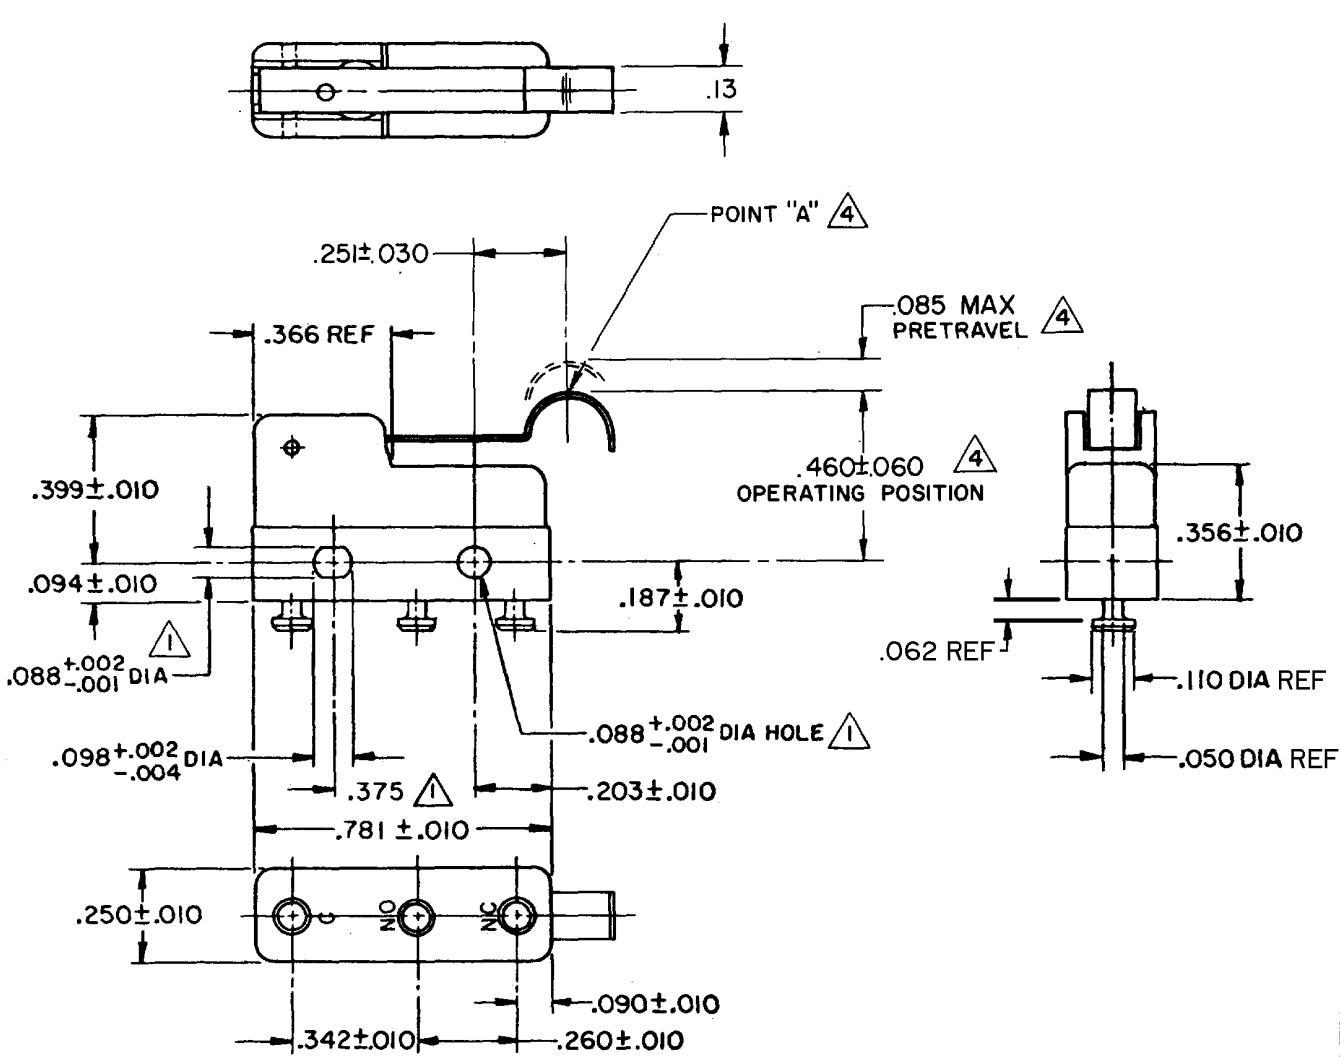 .13
POINT "A" 4
.251±.030
.085 MAX
PRETRAVEL 4
.366 REF
.460±.060 4
OPERATING POSITION
.399±.010
.356±.010
.094±.010
.187±.010
1
.062 REF
.088 +.002 -.001 DIA
.110 DIA REF
.088 +.002 -.001 DIA HOLE 1
.098 +.002 -.004 DIA
.050 DIA REF
.375 1
.203±.010
.781 ±.010
.250±.010
C
NO
NC
.090±.010
.342±.010
.260±.010